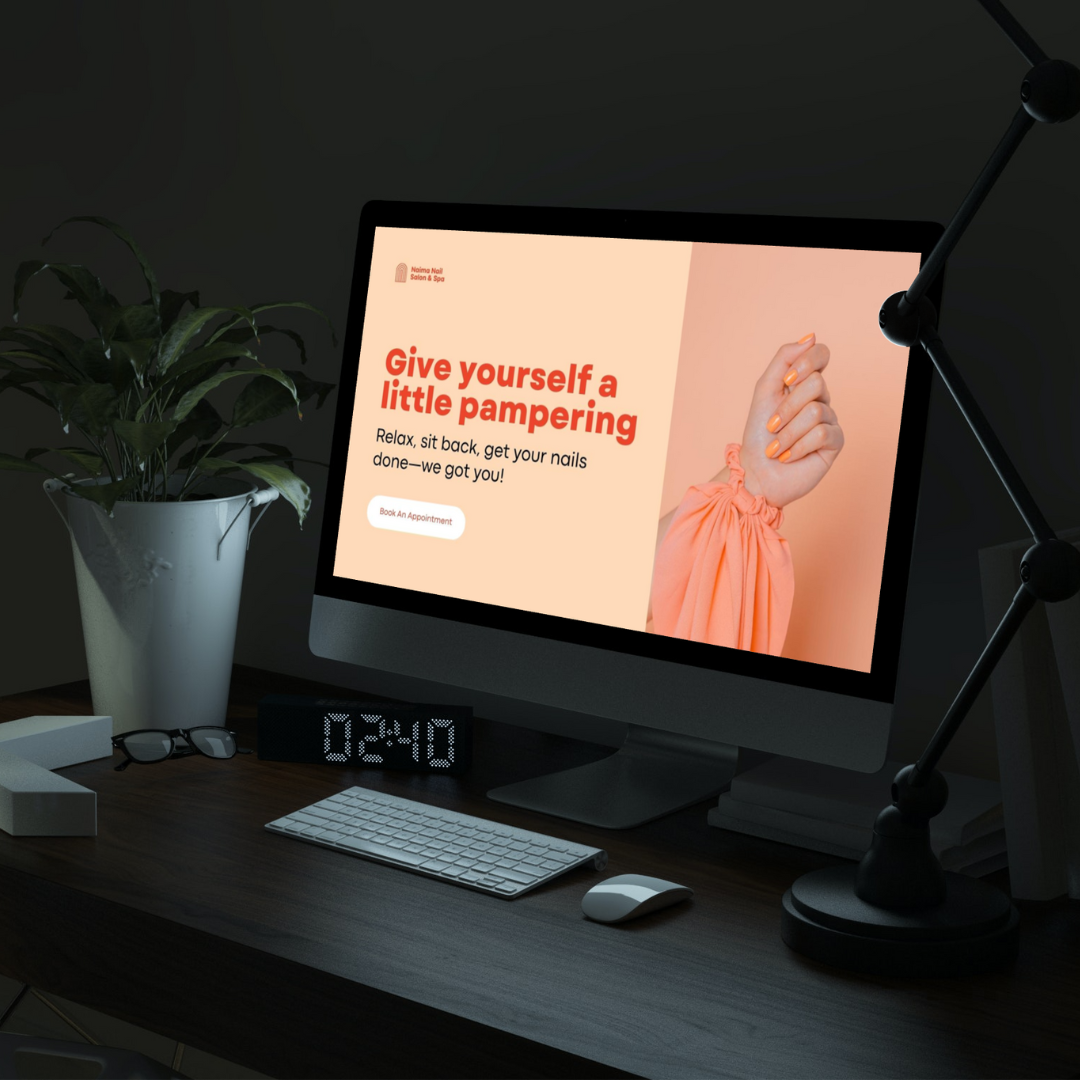 Naima Nail
Salon & Spa
Give yourself a
little pampering
Relax, sit back, get your nails
done—we got you!
Book An Appointment
02:40